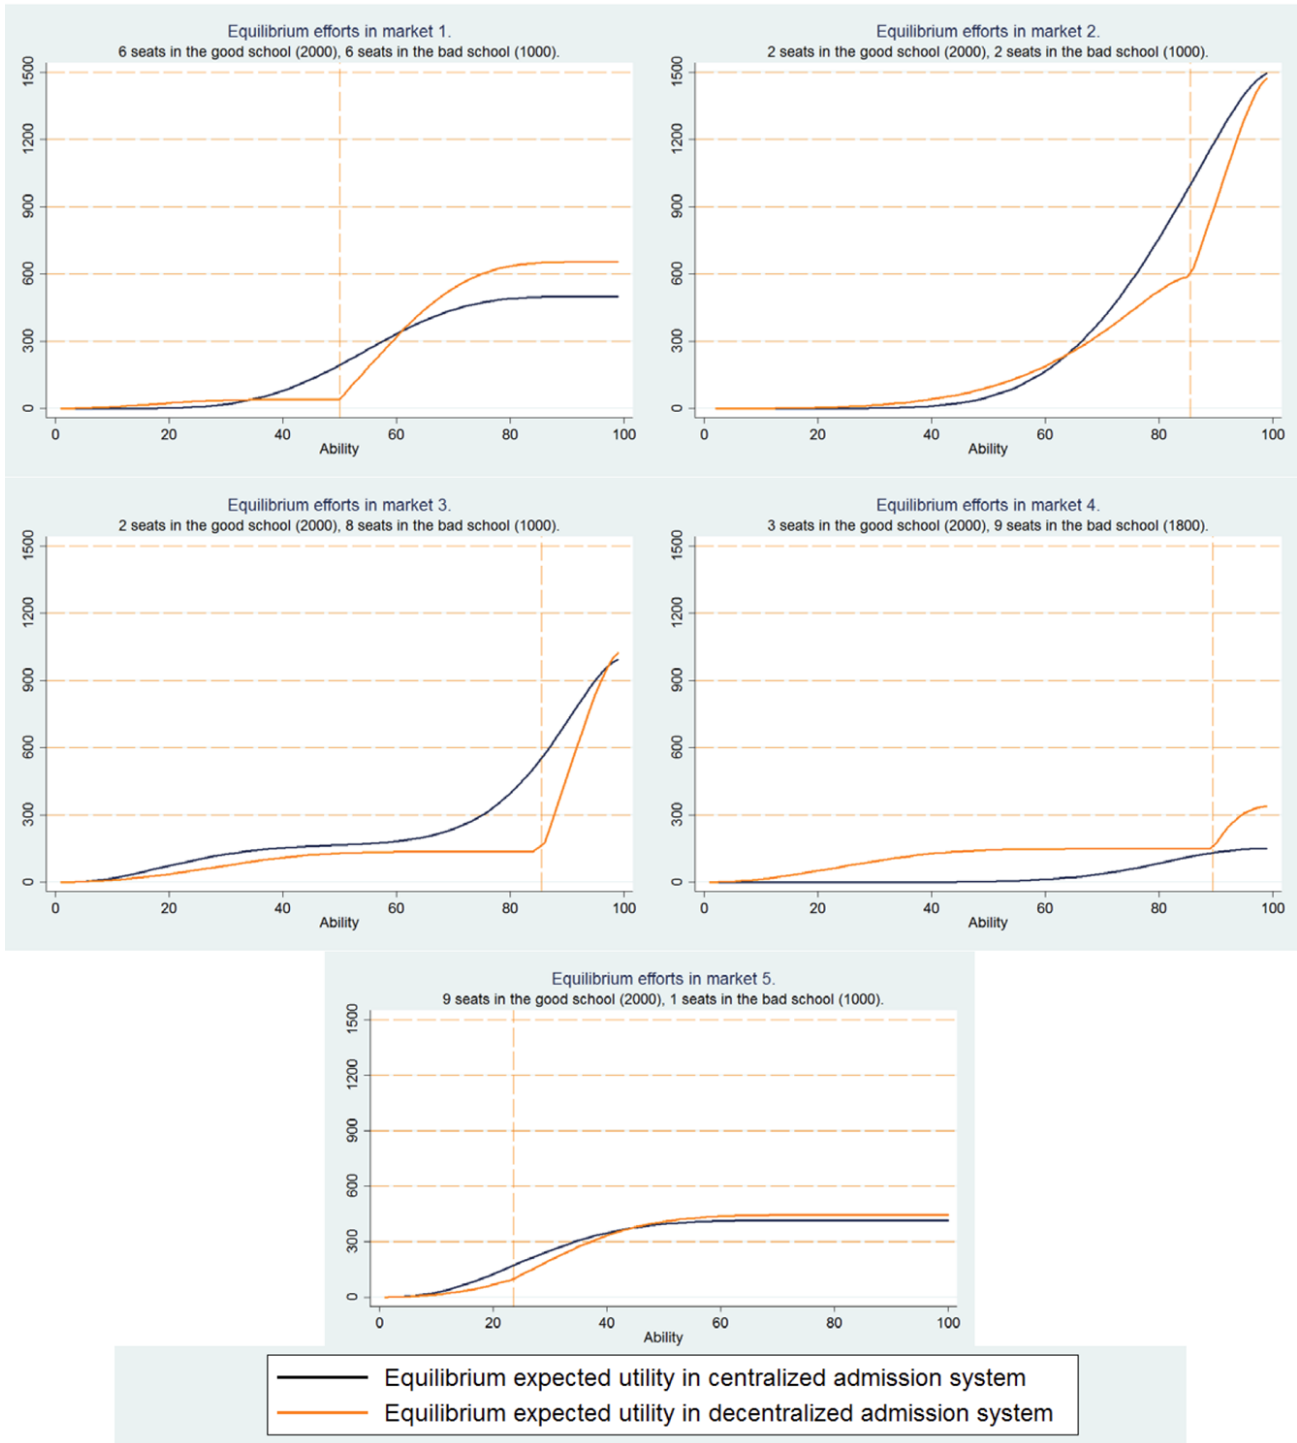 Equilibrium efforts in market 1.
6 seats in the good school (2000), 6 seats in the bad school (1000).
1500
1200
900
600
300
0
0 20 40 60 80 100
Ability
Equilibrium efforts in market 2.
2 seats in the good school (2000), 2 seats in the bad school (1000).
1500
1200
900
600
300
0
0 20 40 60 80 100
Ability
Equilibrium efforts in market 3.
2 seats in the good school (2000), 8 seats in the bad school (1000).
1500
1200
900
600
300
0
0 20 40 60 80 100
Ability
Equilibrium efforts in market 4.
3 seats in the good school (2000), 9 seats in the bad school (1800).
1500
1200
900
600
300
0
0 20 40 60 80 100
Ability
Equilibrium efforts in market 5.
9 seats in the good school (2000), 1 seats in the bad school (1000).
1500
1200
900
600
300
0
0 20 40 60 80 100
Ability
Equilibrium expected utility in centralized admission system
Equilibrium expected utility in decentralized admission system